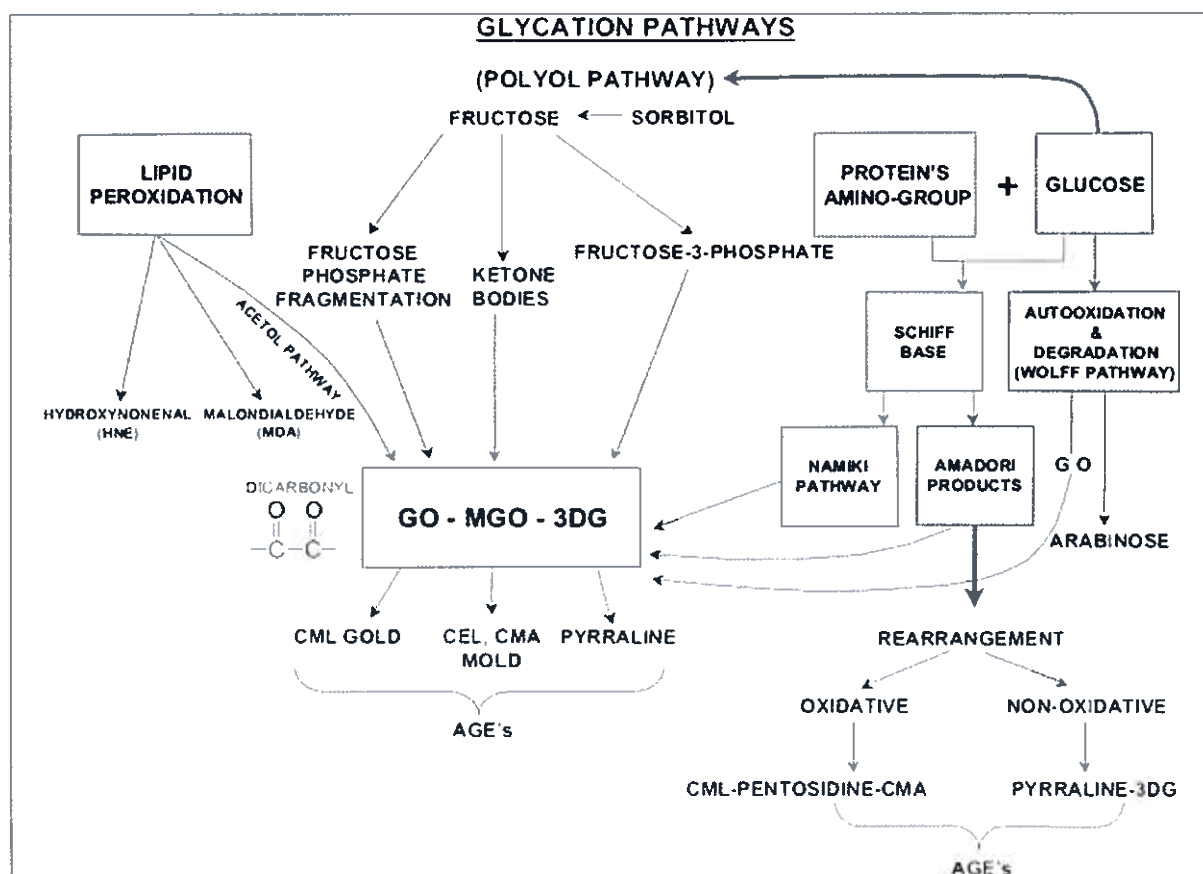 GLYCATION PATHWAYS
(POLYOL PATHWAY)
FRUCTOSE
SORBITOL
LIPID
PEROXIDATION
PROTEIN'S
AMINO-GROUP
+
GLUCOSE
FRUCTOSE
PHOSPHATE
FRAGMENTATION
KETONE
BODIES
FRUCTOSE-3-PHOSPHATE
ACETOL PATHWAY
SCHIFF
BASE
AUTOOXIDATION
&
DEGRADATION
(WOLFF PATHWAY)
HYDROXYNONENAL
(HNE)
MALONDIALDEHYDE
(MDA)
NAMIKI
PATHWAY
AMADORI
PRODUCTS
G O
ARABINOSE
DICARBONYL
O O
-C-C-
GO - MGO - 3DG
CML GOLD
CEL, CMA
MOLD
PYRRALINE
AGE's
REARRANGEMENT
OXIDATIVE
NON-OXIDATIVE
CML-PENTOSIDINE-CMA
PYRRALINE-3DG
AGE's